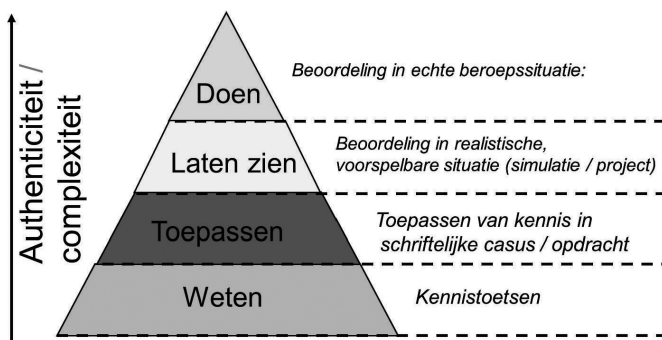 Authenticiteit /
complexiteit
Doen
Beoordeling in echte beroepssituatie:
Laten zien
Beoordeling in realistische,
voorspelbare situatie (simulatie / project)
Toepassen
Toepassen van kennis in
schriftelijke casus / opdracht
Weten
Kennistoetsen